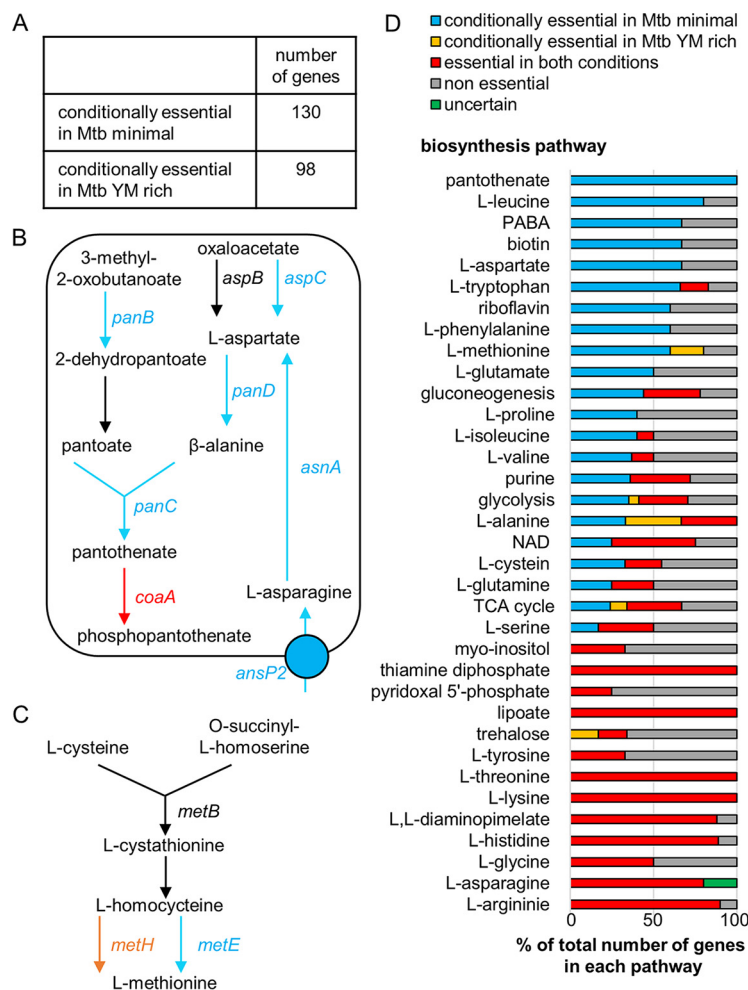 A
number
of genes
conditionally essential
in Mtb minimal
130
conditionally essential
in Mtb YM rich
98
B
3-methyl-
2-oxobutanoate
oxaloacetate
aspB
aspC
panB
L-aspartate
2-dehydropantoate
panD
pantoate
β-alanine
asnA
panC
pantothenate
L-asparagine
coaA
phosphopantothenate
ansP2
C
L-cysteine
O-succinyl-
L-homoserine
metB
L-cystathionine
L-homocycteine
metH
metE
L-methionine
D
conditionally essential in Mtb minimal
conditionally essential in Mtb YM rich
essential in both conditions
non essential
uncertain
biosynthesis pathway
pantothenate
L-leucine
PABA
biotin
L-aspartate
L-tryptophan
riboflavin
L-phenylalanine
L-methionine
L-glutamate
gluconeogenesis
L-proline
L-isoleucine
L-valine
purine
glycolysis
L-alanine
NAD
L-cystein
L-glutamine
TCA cycle
L-serine
myo-inositol
thiamine diphosphate
pyridoxal 5'-phosphate
lipoate
trehalose
L-tyrosine
L-threonine
L-lysine
L,L-diaminopimelate
L-histidine
L-glycine
L-asparagine
L-argininie
0 50 100
% of total number of genes
in each pathway